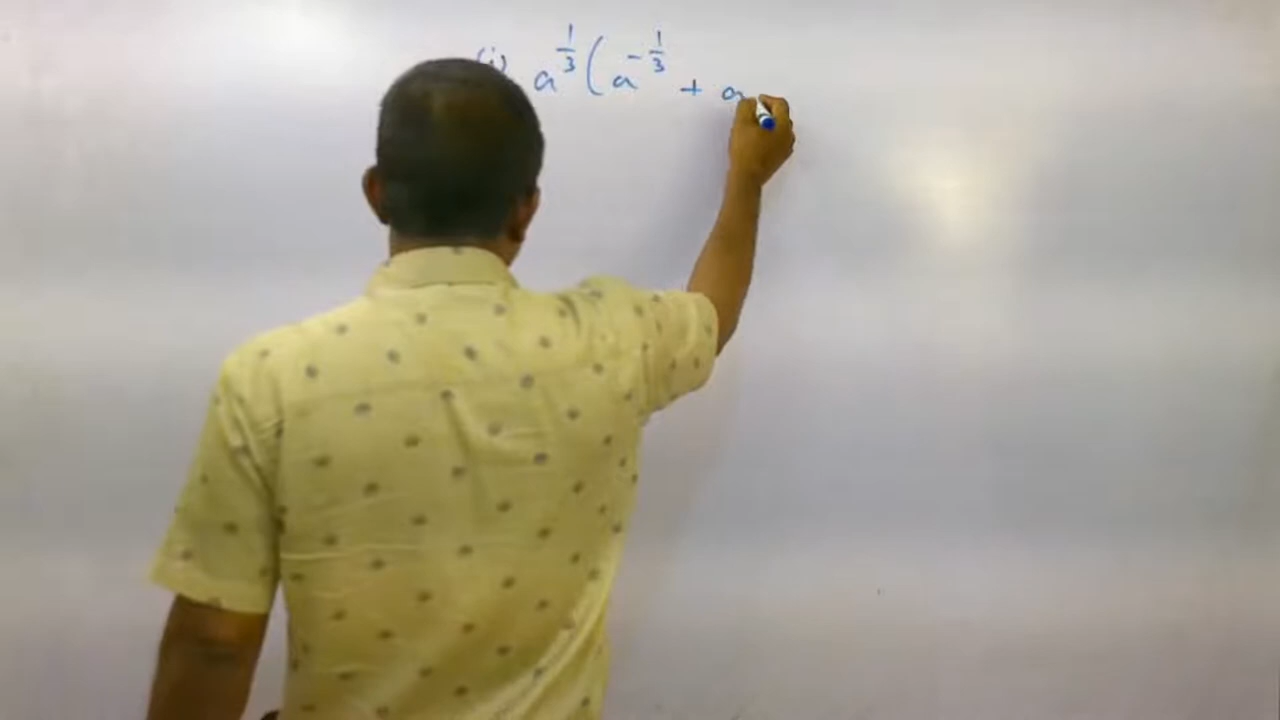 (i) a^{1/3} (a^{-1/3} + a